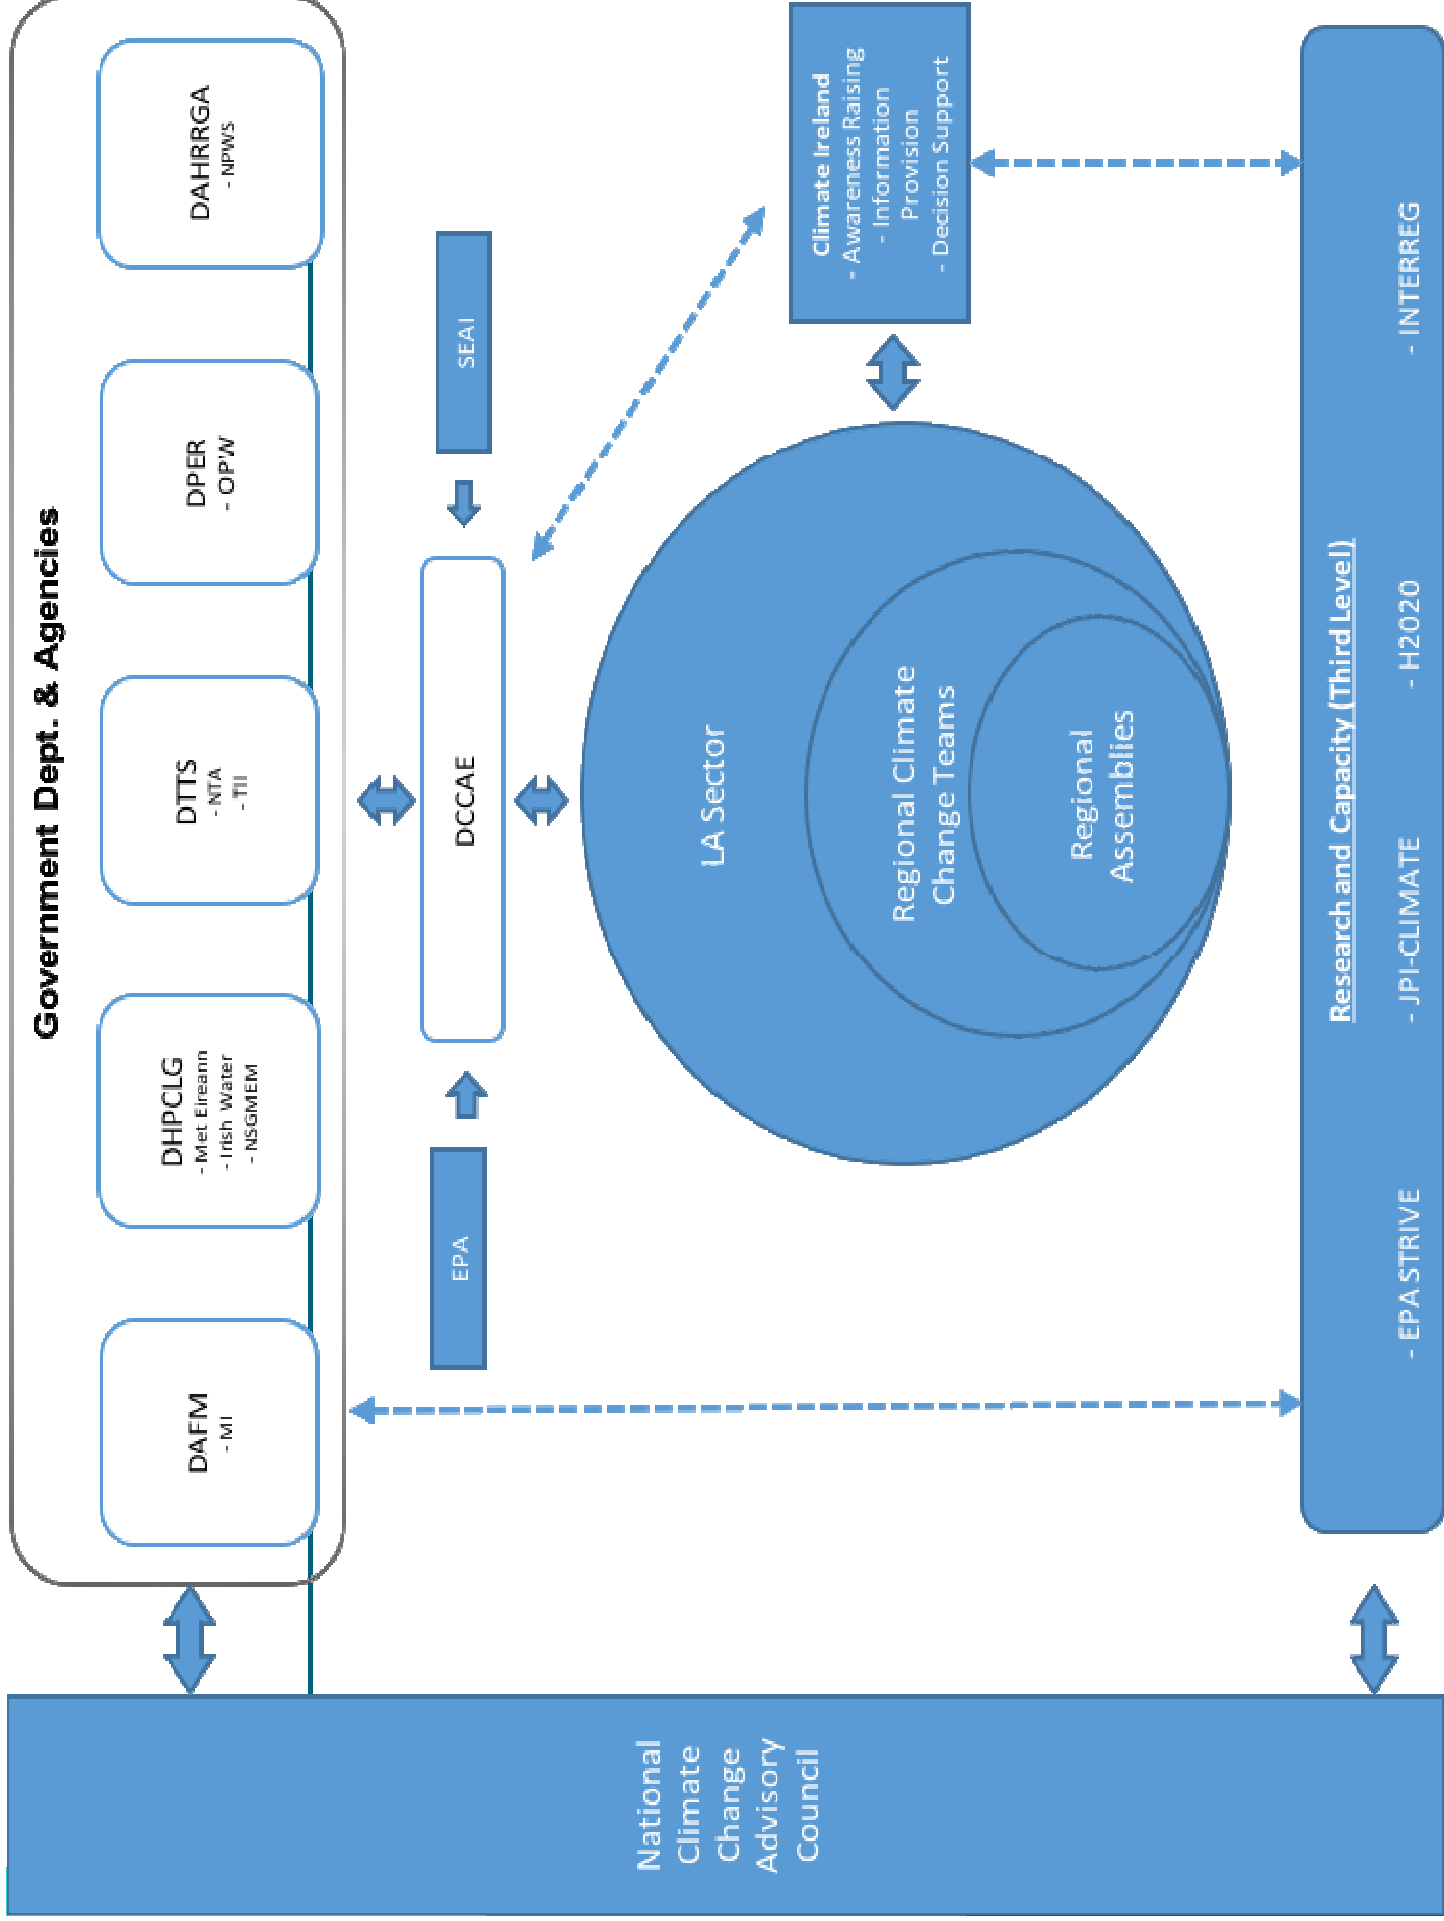 Government Dept. & Agencies
DAFM
- MI
DHPCLG
- Met Eireann
- Irish Water
- NSGMEM
DTTS
- NTA
- TII
DPER
- OPW
DAHRRGA
- NPWS
EPA
DCCAE
SEAI
National
Climate
Change
Advisory
Council
LA Sector
Regional Climate
Change Teams
Regional
Assemblies
Climate Ireland
- Awareness Raising
- Information
Provision
- Decision Support
Research and Capacity (Third Level)
- EPA STRIVE
- JPI-CLIMATE
- H2020
- INTERREG